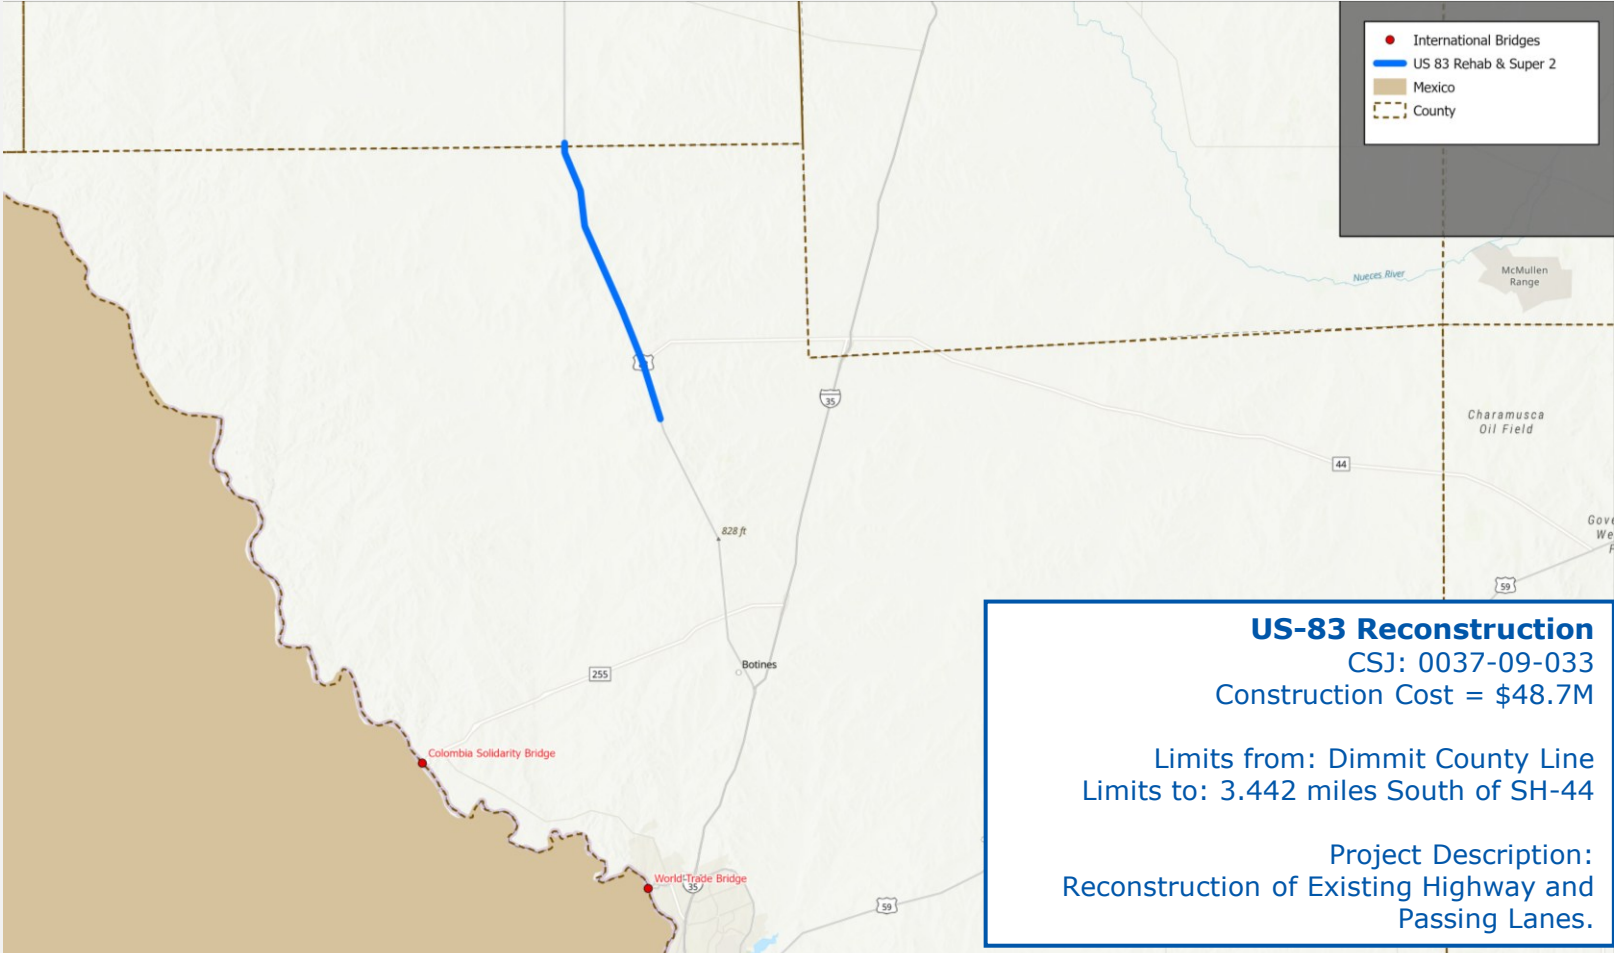 International Bridges
US 83 Rehab & Super 2
Mexico
County
Nueces River
McMullen
Range
35
Charamusca
Oil Field
44
828 ft
59
Botines
255
Colombia Solidarity Bridge
World Trade Bridge
35
59
US-83 Reconstruction
CSJ: 0037-09-033
Construction Cost = $48.7M
Limits from: Dimmit County Line
Limits to: 3.442 miles South of SH-44
Project Description:
Reconstruction of Existing Highway and
Passing Lanes.